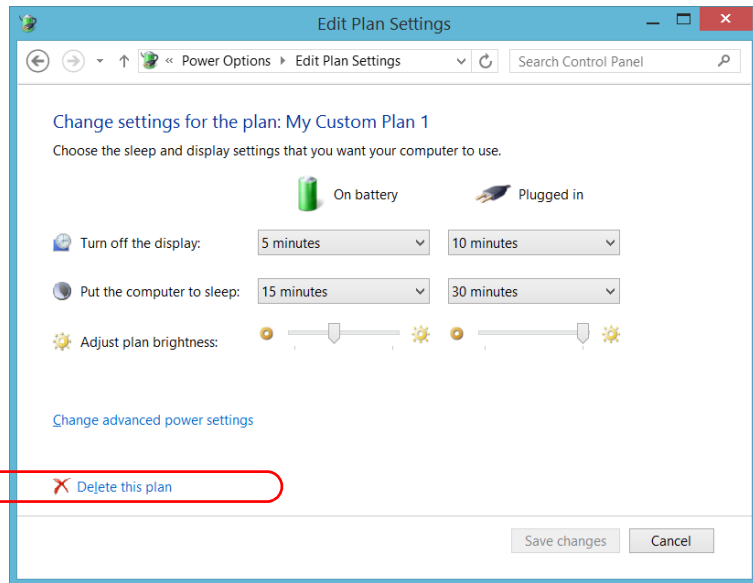 Edit Plan Settings
« Power Options Edit Plan Settings Search Control Panel
Change settings for the plan: My Custom Plan 1
Choose the sleep and display settings that you want your computer to use.
On battery Plugged in
Turn off the display: 5 minutes 10 minutes
Put the computer to sleep: 15 minutes 30 minutes
Adjust plan brightness:
Change advanced power settings
Delete this plan
Save changes Cancel